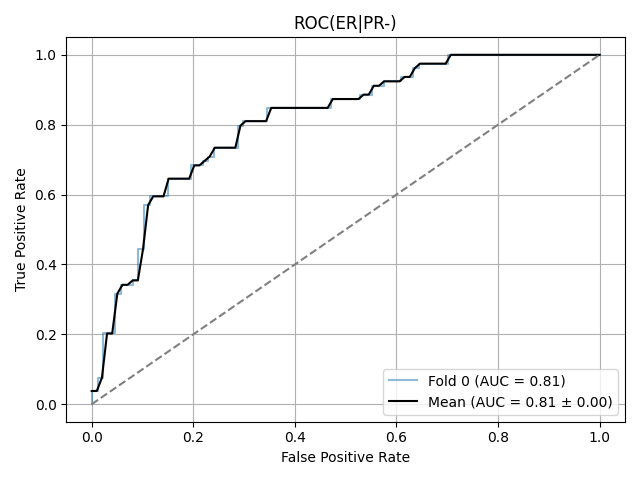 ROC(ER|PR-)
True Positive Rate
1.0
0.8
0.6
0.4
0.2
0.0
Fold 0 (AUC = 0.81)
Mean (AUC = 0.81 ± 0.00)
0.0 0.2 0.4 0.6 0.8 1.0
False Positive Rate